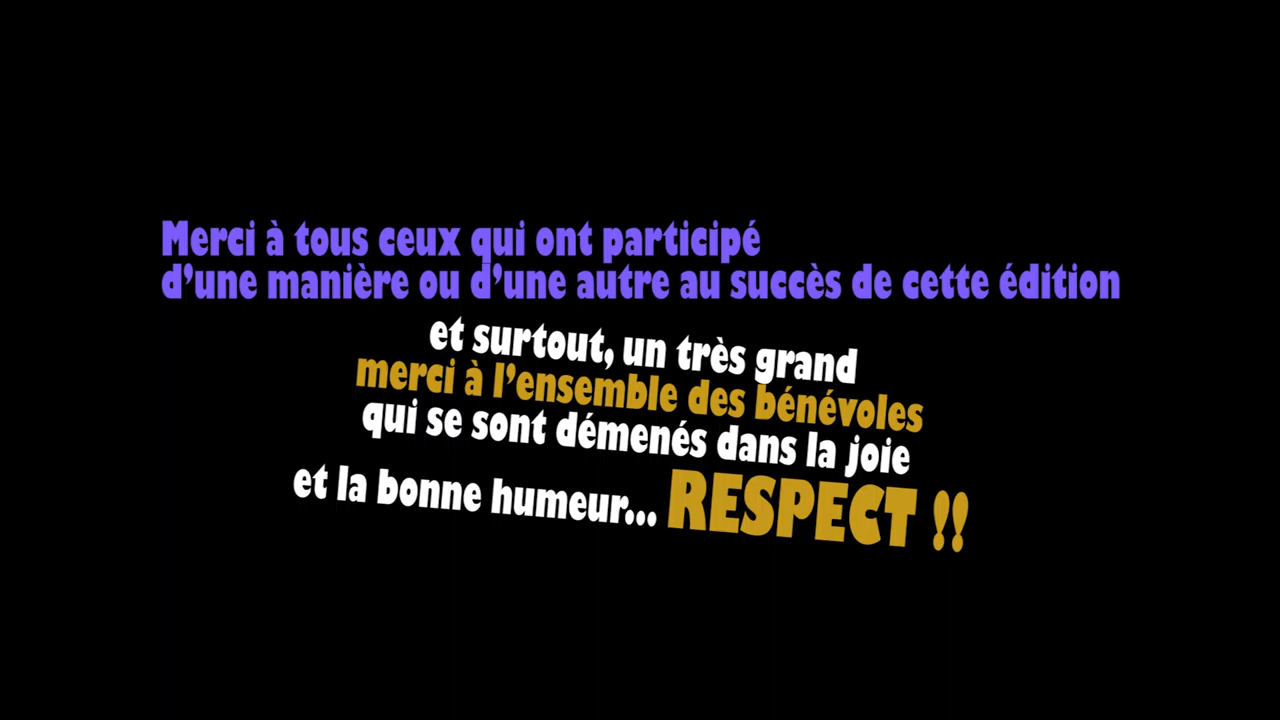 Merci à tous ceux qui ont participé
d’une manière ou d’une autre au succès de cette édition
et surtout, un très grand
merci à l’ensemble des bénévoles
qui se sont démenés dans la joie
et la bonne humeur... RESPECT !!